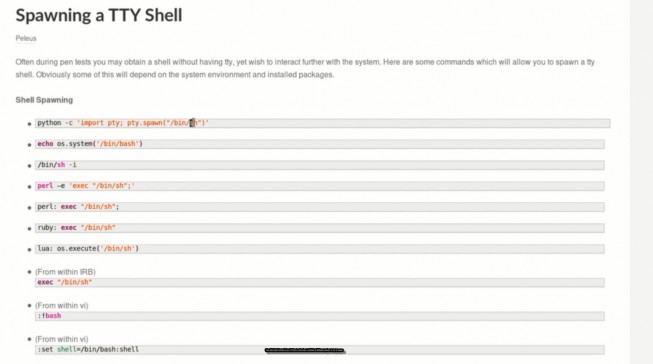 Spawning a TTY Shell
Peleus
Often during pen tests you may obtain a shell without having tty, yet wish to interact further with the system. Here are some commands which will allow you to spawn a tty
shell. Obviously some of this will depend on the system environment and installed packages.
Shell Spawning
python -c 'import pty; pty.spawn("/bin/sh")'
echo os.system('/bin/bash')
/bin/sh -i
perl —e 'exec "/bin/sh";'
perl: exec "/bin/sh";
ruby: exec "/bin/sh"
lua: os.execute('/bin/sh')
(From within IRB)
exec "/bin/sh"
(From within vi)
:!bash
(From within vi)
:set shell=/bin/bash:shell